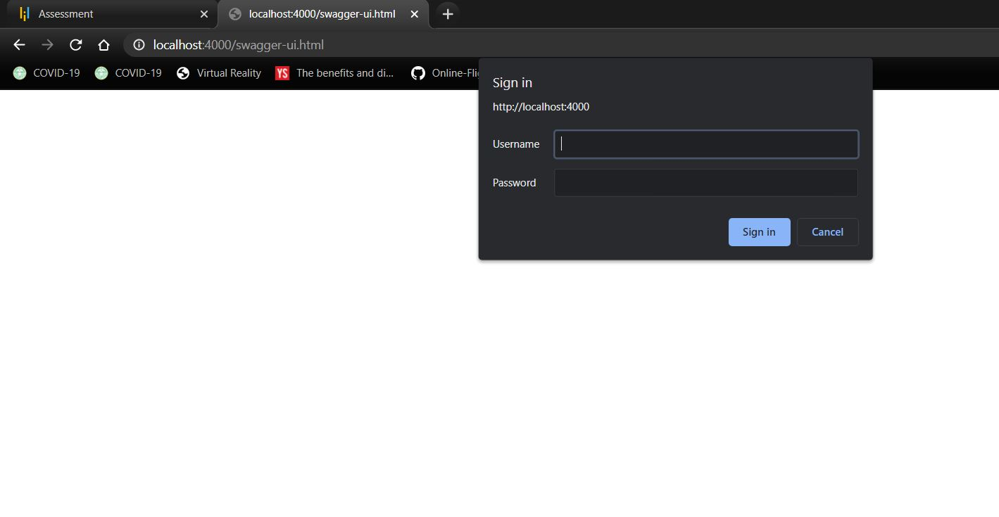 Assessment
localhost:4000/swagger-ui.html
localhost:4000/swagger-ui.html
COVID-19 COVID-19 Virtual Reality YS The benefits and di... Online-Fli
Sign in
http://localhost:4000
Username
Password
Sign in Cancel